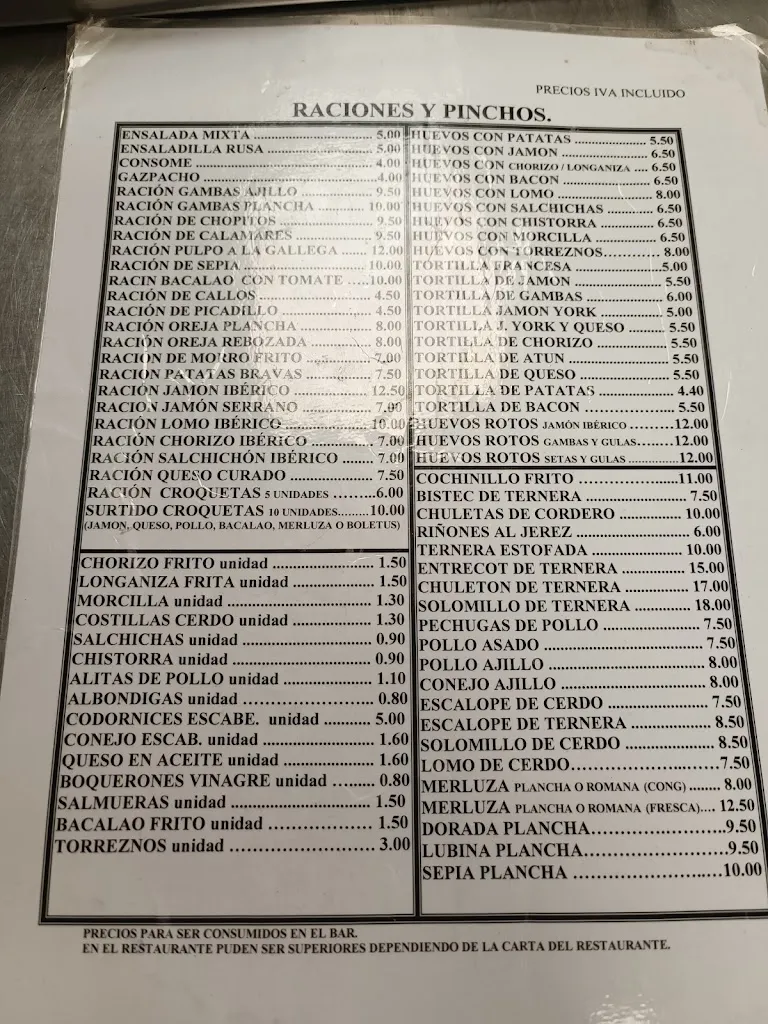 PRECIOS IVA INCLUIDO
RACIONES Y PINCHOS.
ENSALADA MIXTA ........ 5.00
ENSALADILLA RUSA ........ 5.00
CONSOME ........ 4.00
GAZPACHO ........ 4.00
RACIÓN GAMBAS AJILLO ........ 9.50
RACIÓN GAMBAS PLANCHA ........ 10.00
RACIÓN DE CHOPITOS ........ 9.50
RACIÓN DE CALAMARES ........ 9.50
RACIÓN PULPO A LA GALLEGA ........ 12.00
RACIÓN DE SEPIA ........ 10.00
RACIN BACALAO CON TOMATE ....10.00
RACIÓN DE CALLOS ........ 4.50
RACIÓN DE PICADILLO ........ 4.50
RACIÓN OREJA PLANCHA ........ 8.00
RACIÓN OREJA REBOZADA ........ 8.00
RACIÓN DE MORRO FRITO ........ 7.00
RACIÓN PATATAS BRAVAS ........ 7.50
RACIÓN JAMON IBÉRICO ........ 12.50
RACION JAMÓN SERRANO ........ 7.00
RACIÓN LOMO IBÉRICO ........ 10.00
RACIÓN CHORIZO IBÉRICO ........ 7.00
RACIÓN SALCHICHÓN IBÉRICO ........ 7.00
RACIÓN QUESO CURADO ........ 7.50
RACIÓN CROQUETAS 5 UNIDADES ........6.00
SURTIDO CROQUETAS 10 UNIDADES........10.00
(JAMON, QUESO, POLLO, BACALAO, MERLUZA O BOLETUS)
CHORIZO FRITO unidad ........ 1.50
LONGANIZA FRITA unidad ........ 1.50
MORCILLA unidad ........ 1.30
COSTILLAS CERDO unidad ........ 1.30
SALCHICHAS unidad ........ 0.90
CHISTORRA unidad ........ 0.90
ALITAS DE POLLO unidad ........ 1.10
ALBONDIGAS unidad ........ 0.80
CODORNICES ESCABE. unidad ........ 5.00
CONEJO ESCAB. unidad ........ 1.60
QUESO EN ACEITE unidad ........ 1.60
BOQUERONES VINAGRE unidad ........ 0.80
SALMUERAS unidad ........ 1.50
BACALAO FRITO unidad ........ 1.50
TORREZNOS unidad ........ 3.00
HUEVOS CON PATATAS ........ 5.50
HUEVOS CON JAMON ........ 6.50
HUEVOS CON CHORIZO / LONGANIZA .... 6.50
HUEVOS CON BACON ........ 6.50
HUEVOS CON LOMO ........ 8.00
HUEVOS CON SALCHICHAS ........ 6.50
HUEVOS CON CHISTORRA ........ 6.50
HUEVOS CON MORCILLA ........ 6.50
HUEVOS CON TORREZNOS........ 8.00
TORTILLA FRANCESA ........5.00
TORTILLA DE JAMON ........ 5.50
TORTILLA DE GAMBAS ........ 6.00
TORTILLA JAMON YORK ........ 5.00
TORTILLA J. YORK Y QUESO ........ 5.50
TORTILLA DE CHORIZO ........ 5.50
TORTILLA DE ATUN ........ 5.50
TORTILLA DE QUESO ........ 5.50
TORTILLA DE PATATAS ........ 4.40
TORTILLA DE BACON ........ 5.50
HUEVOS ROTOS JAMÓN IBÉRICO ........12.00
HUEVOS ROTOS GAMBAS Y GULAS........12.00
HUEVOS ROTOS SETAS Y GULAS ........12.00
COCHINILLO FRITO ........11.00
BISTEC DE TERNERA ........ 7.50
CHULETAS DE CORDERO ........ 10.00
RIÑONES AL JEREZ ........ 6.00
TERNERA ESTOFADA ........ 10.00
ENTRECOT DE TERNERA ........ 15.00
CHULETON DE TERNERA ........ 17.00
SOLOMILLO DE TERNERA ........ 18.00
PECHUGAS DE POLLO ........ 7.50
POLLO ASADO ........ 7.50
POLLO AJILLO ........ 8.00
CONEJO AJILLO ........ 8.00
ESCALOPE DE CERDO ........ 7.50
ESCALOPE DE TERNERA ........ 8.50
SOLOMILLO DE CERDO ........ 8.50
LOMO DE CERDO........7.50
MERLUZA PLANCHA O ROMANA (CONG) ........ 8.00
MERLUZA PLANCHA O ROMANA (FRESCA).... 12.50
DORADA PLANCHA........9.50
LUBINA PLANCHA........9.50
SEPIA PLANCHA ........10.00
PRECIOS PARA SER CONSUMIDOS EN EL BAR.
EN EL RESTAURANTE PUDEN SER SUPERIORES DEPENDIENDO DE LA CARTA DEL RESTAURANTE.